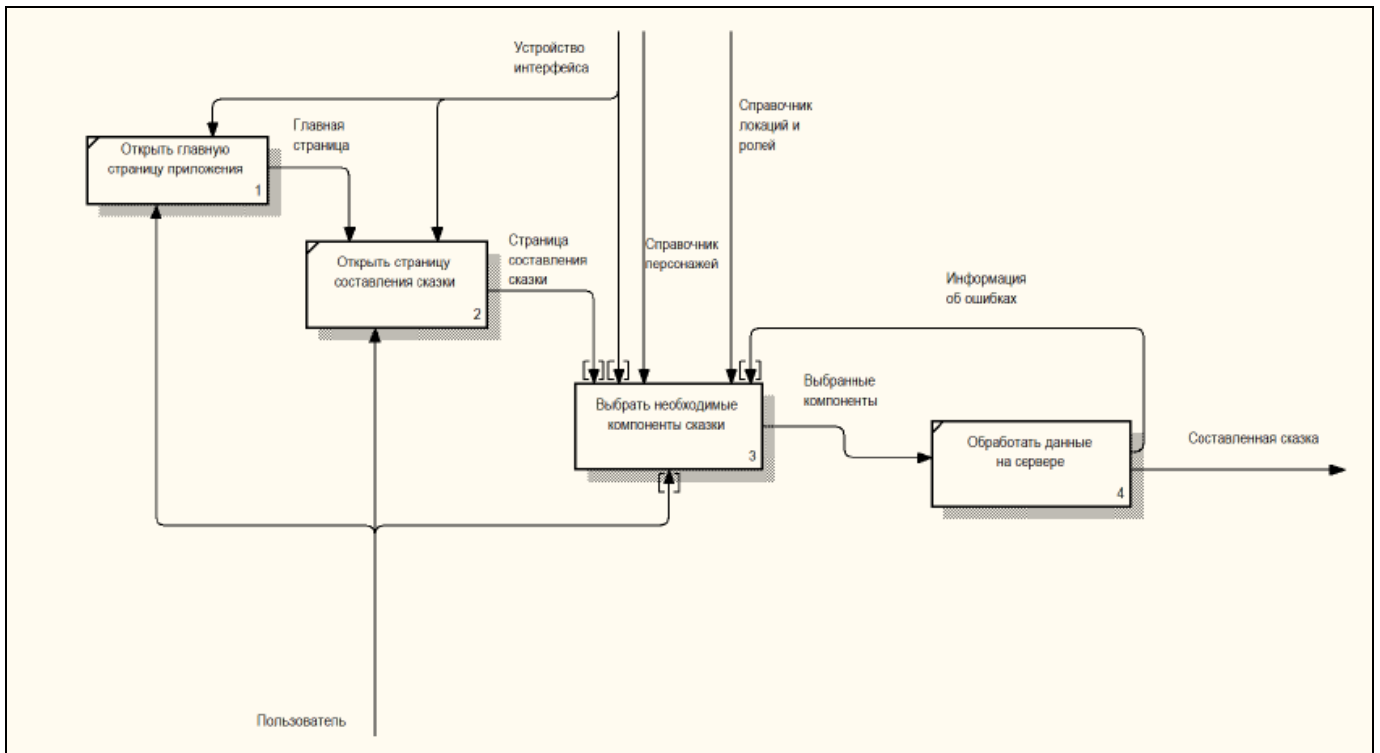 Устройство
интерфейса
Справочник
локаций и
ролей
Главная
страница
Открыть главную
страницу приложения
1
Страница
составления
сказки
Справочник
персонажей
Открыть страницу
составления сказки
2
Информация
об ошибках
Выбранные
компоненты
Выбрать необходимые
компоненты сказки
3
Обработать данные
на сервере
4
Составленная сказка
Пользователь